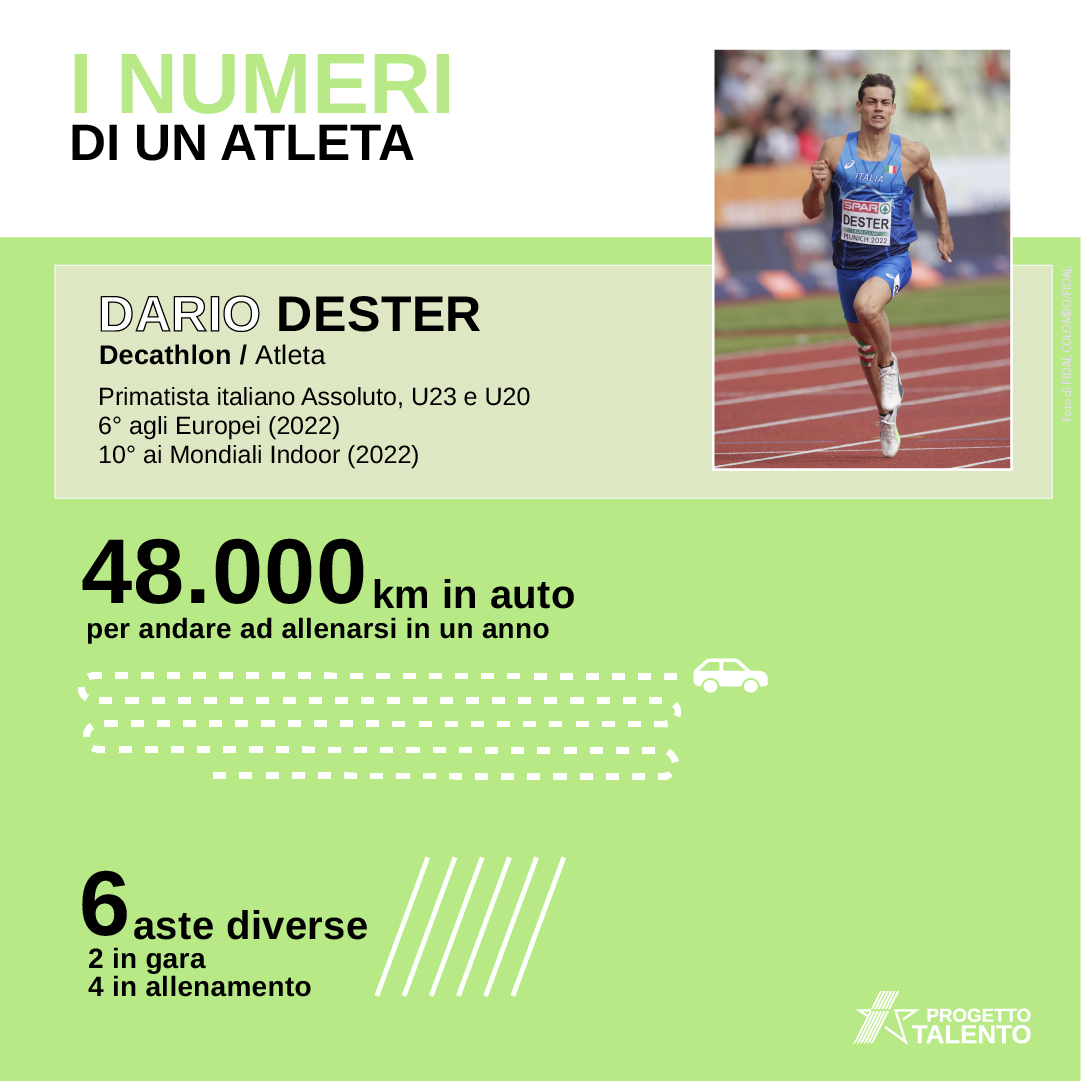 I NUMERI
DI UN ATLETA
ITALIA
SPAR
DESTER
MUNICH 2022
DARIO DESTER
Decathlon / Atleta
Primatista italiano Assoluto, U23 e U20
6° agli Europei (2022)
10° ai Mondiali Indoor (2022)
Foto di FIDAL COLOMBO/FIDAL
48.000 km in auto
per andare ad allenarsi in un anno
6 aste diverse
2 in gara
4 in allenamento
PROGETTO
TALENTO